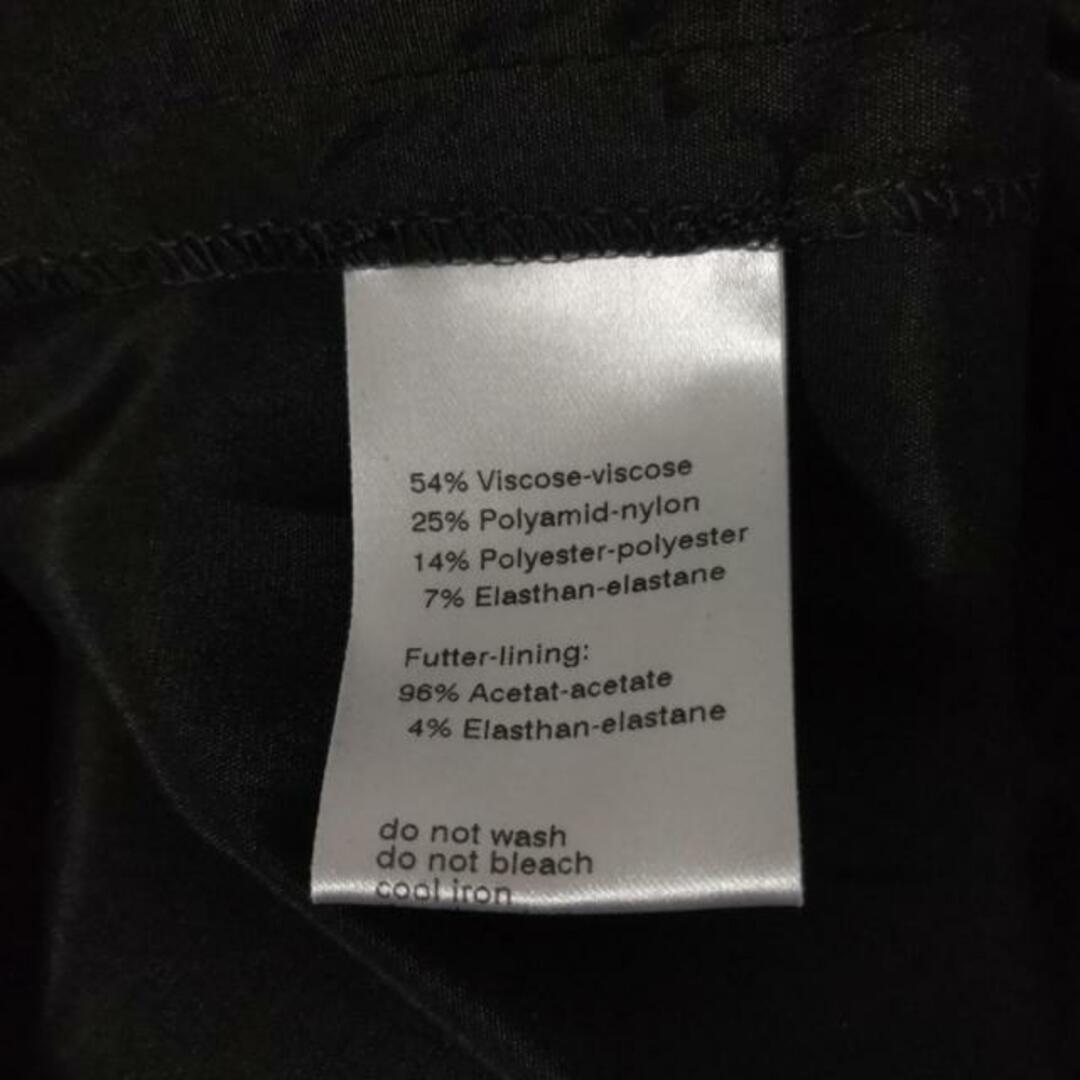 54% Viscose-viscose
25% Polyamid-nylon
14% Polyester-polyester
7% Elasthan-elastane
Futter-lining:
96% Acetat-acetate
4% Elasthan-elastane
do not wash
do not bleach
cool iron